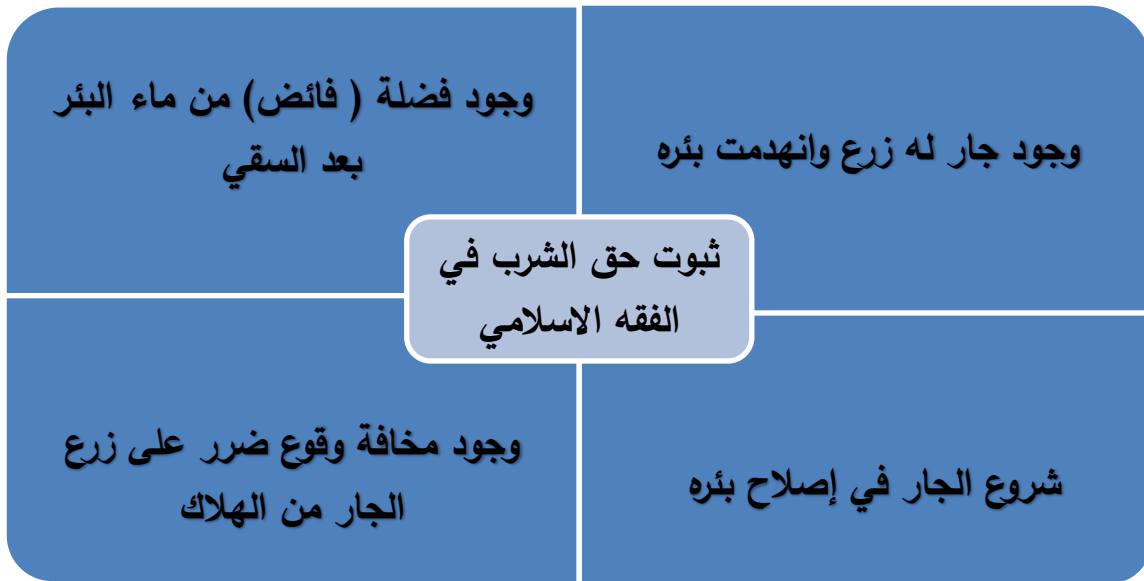 وجود جار له زرع وانهدمت بئره
وجود فضلة ( فائض) من ماء البئر
بعد السقي
ثبوت حق الشرب في
الفقه الاسلامي
شروع الجار في إصلاح بئره
وجود مخافة وقوع ضرر على زرع
الجار من الهلاك